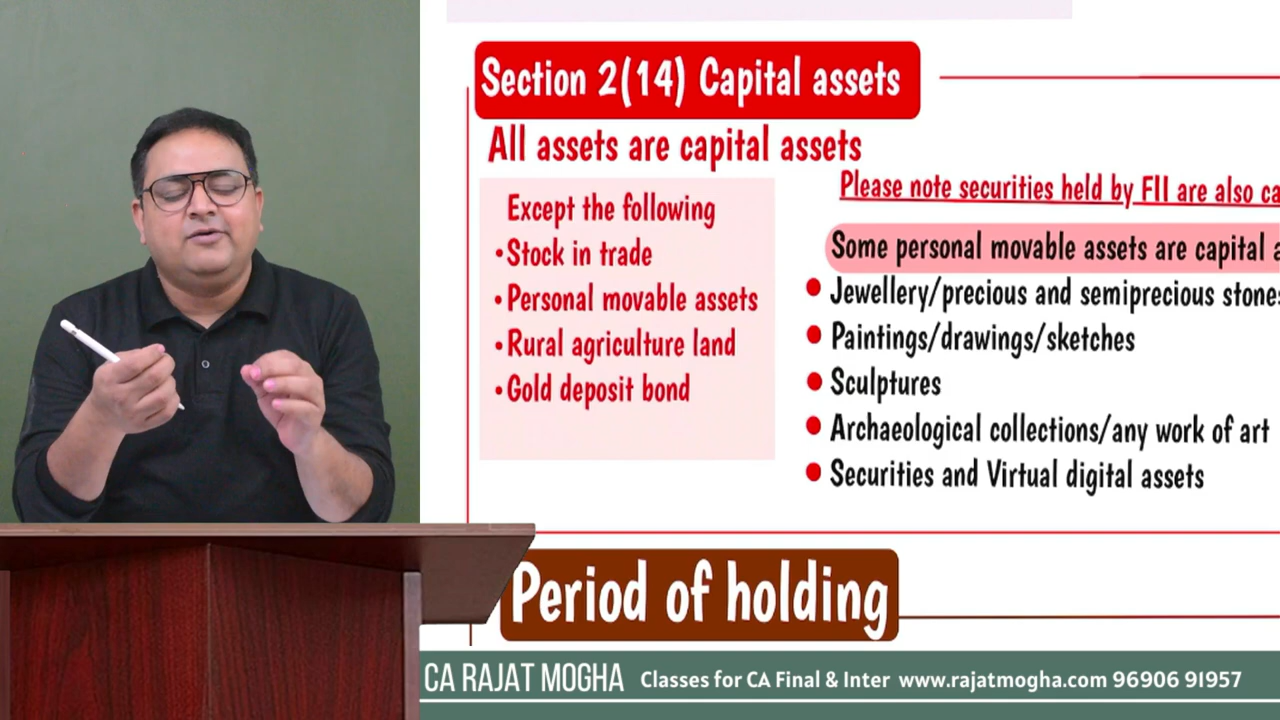 Section 2(14) Capital assets
All assets are capital assets
Except the following
•Stock in trade
•Personal movable assets
•Rural agriculture land
•Gold deposit bond
Please note securities held by FII are also ca
Some personal movable assets are capital a
Jewellery/precious and semiprecious stones
Paintings/drawings/sketches
Sculptures
Archaeological collections/any work of art
Securities and Virtual digital assets
Period of holding
CA RAJAT MOGHA Classes for CA Final & Inter www.rajatmogha.com 96906 91957